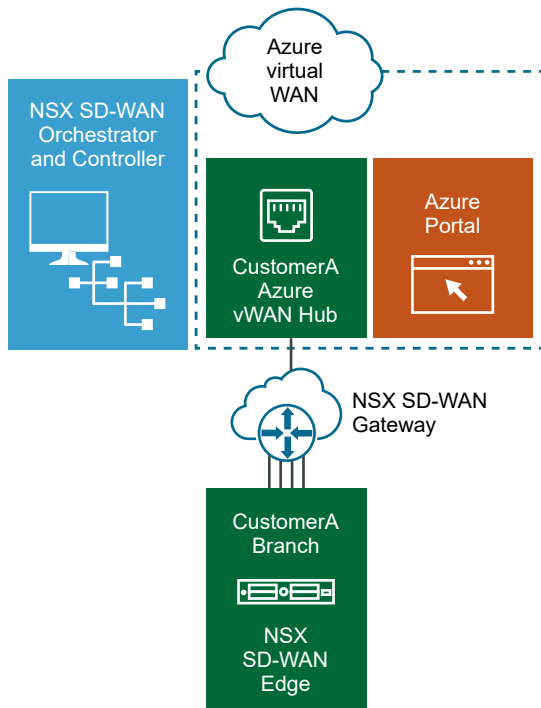 Azure
virtual
WAN
NSX SD-WAN
Orchestrator
and Controller
CustomerA
Azure
vWAN Hub
Azure
Portal
NSX SD-WAN
Gateway
CustomerA
Branch
NSX
SD-WAN
Edge